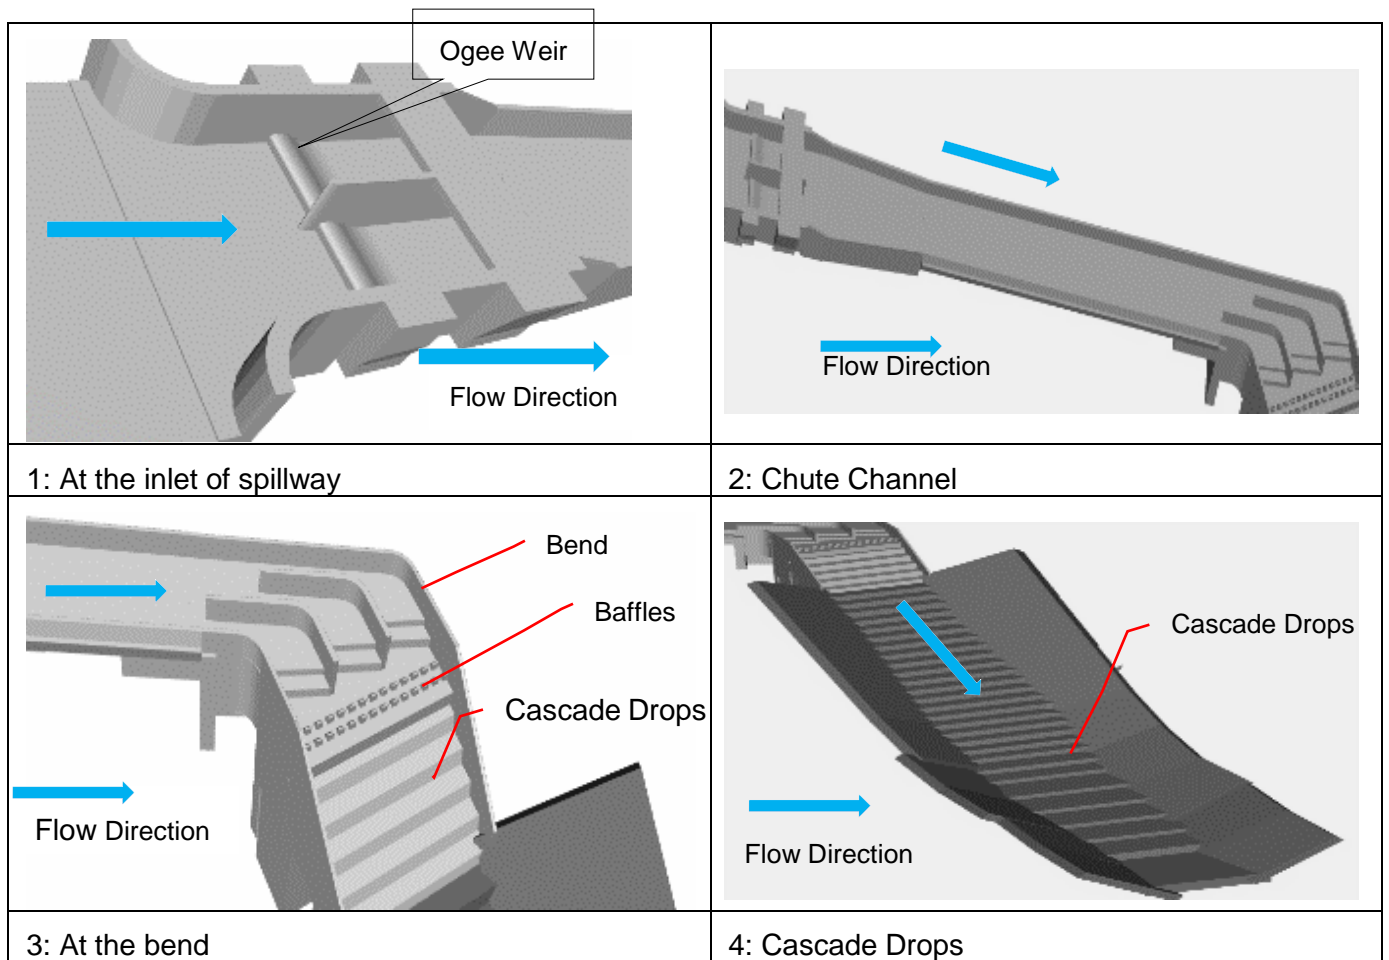 Ogee Weir
Flow Direction
Flow Direction
1: At the inlet of spillway
2: Chute Channel
Bend
Baffles
Cascade Drops
Flow Direction
Cascade Drops
Flow Direction
3: At the bend
4: Cascade Drops